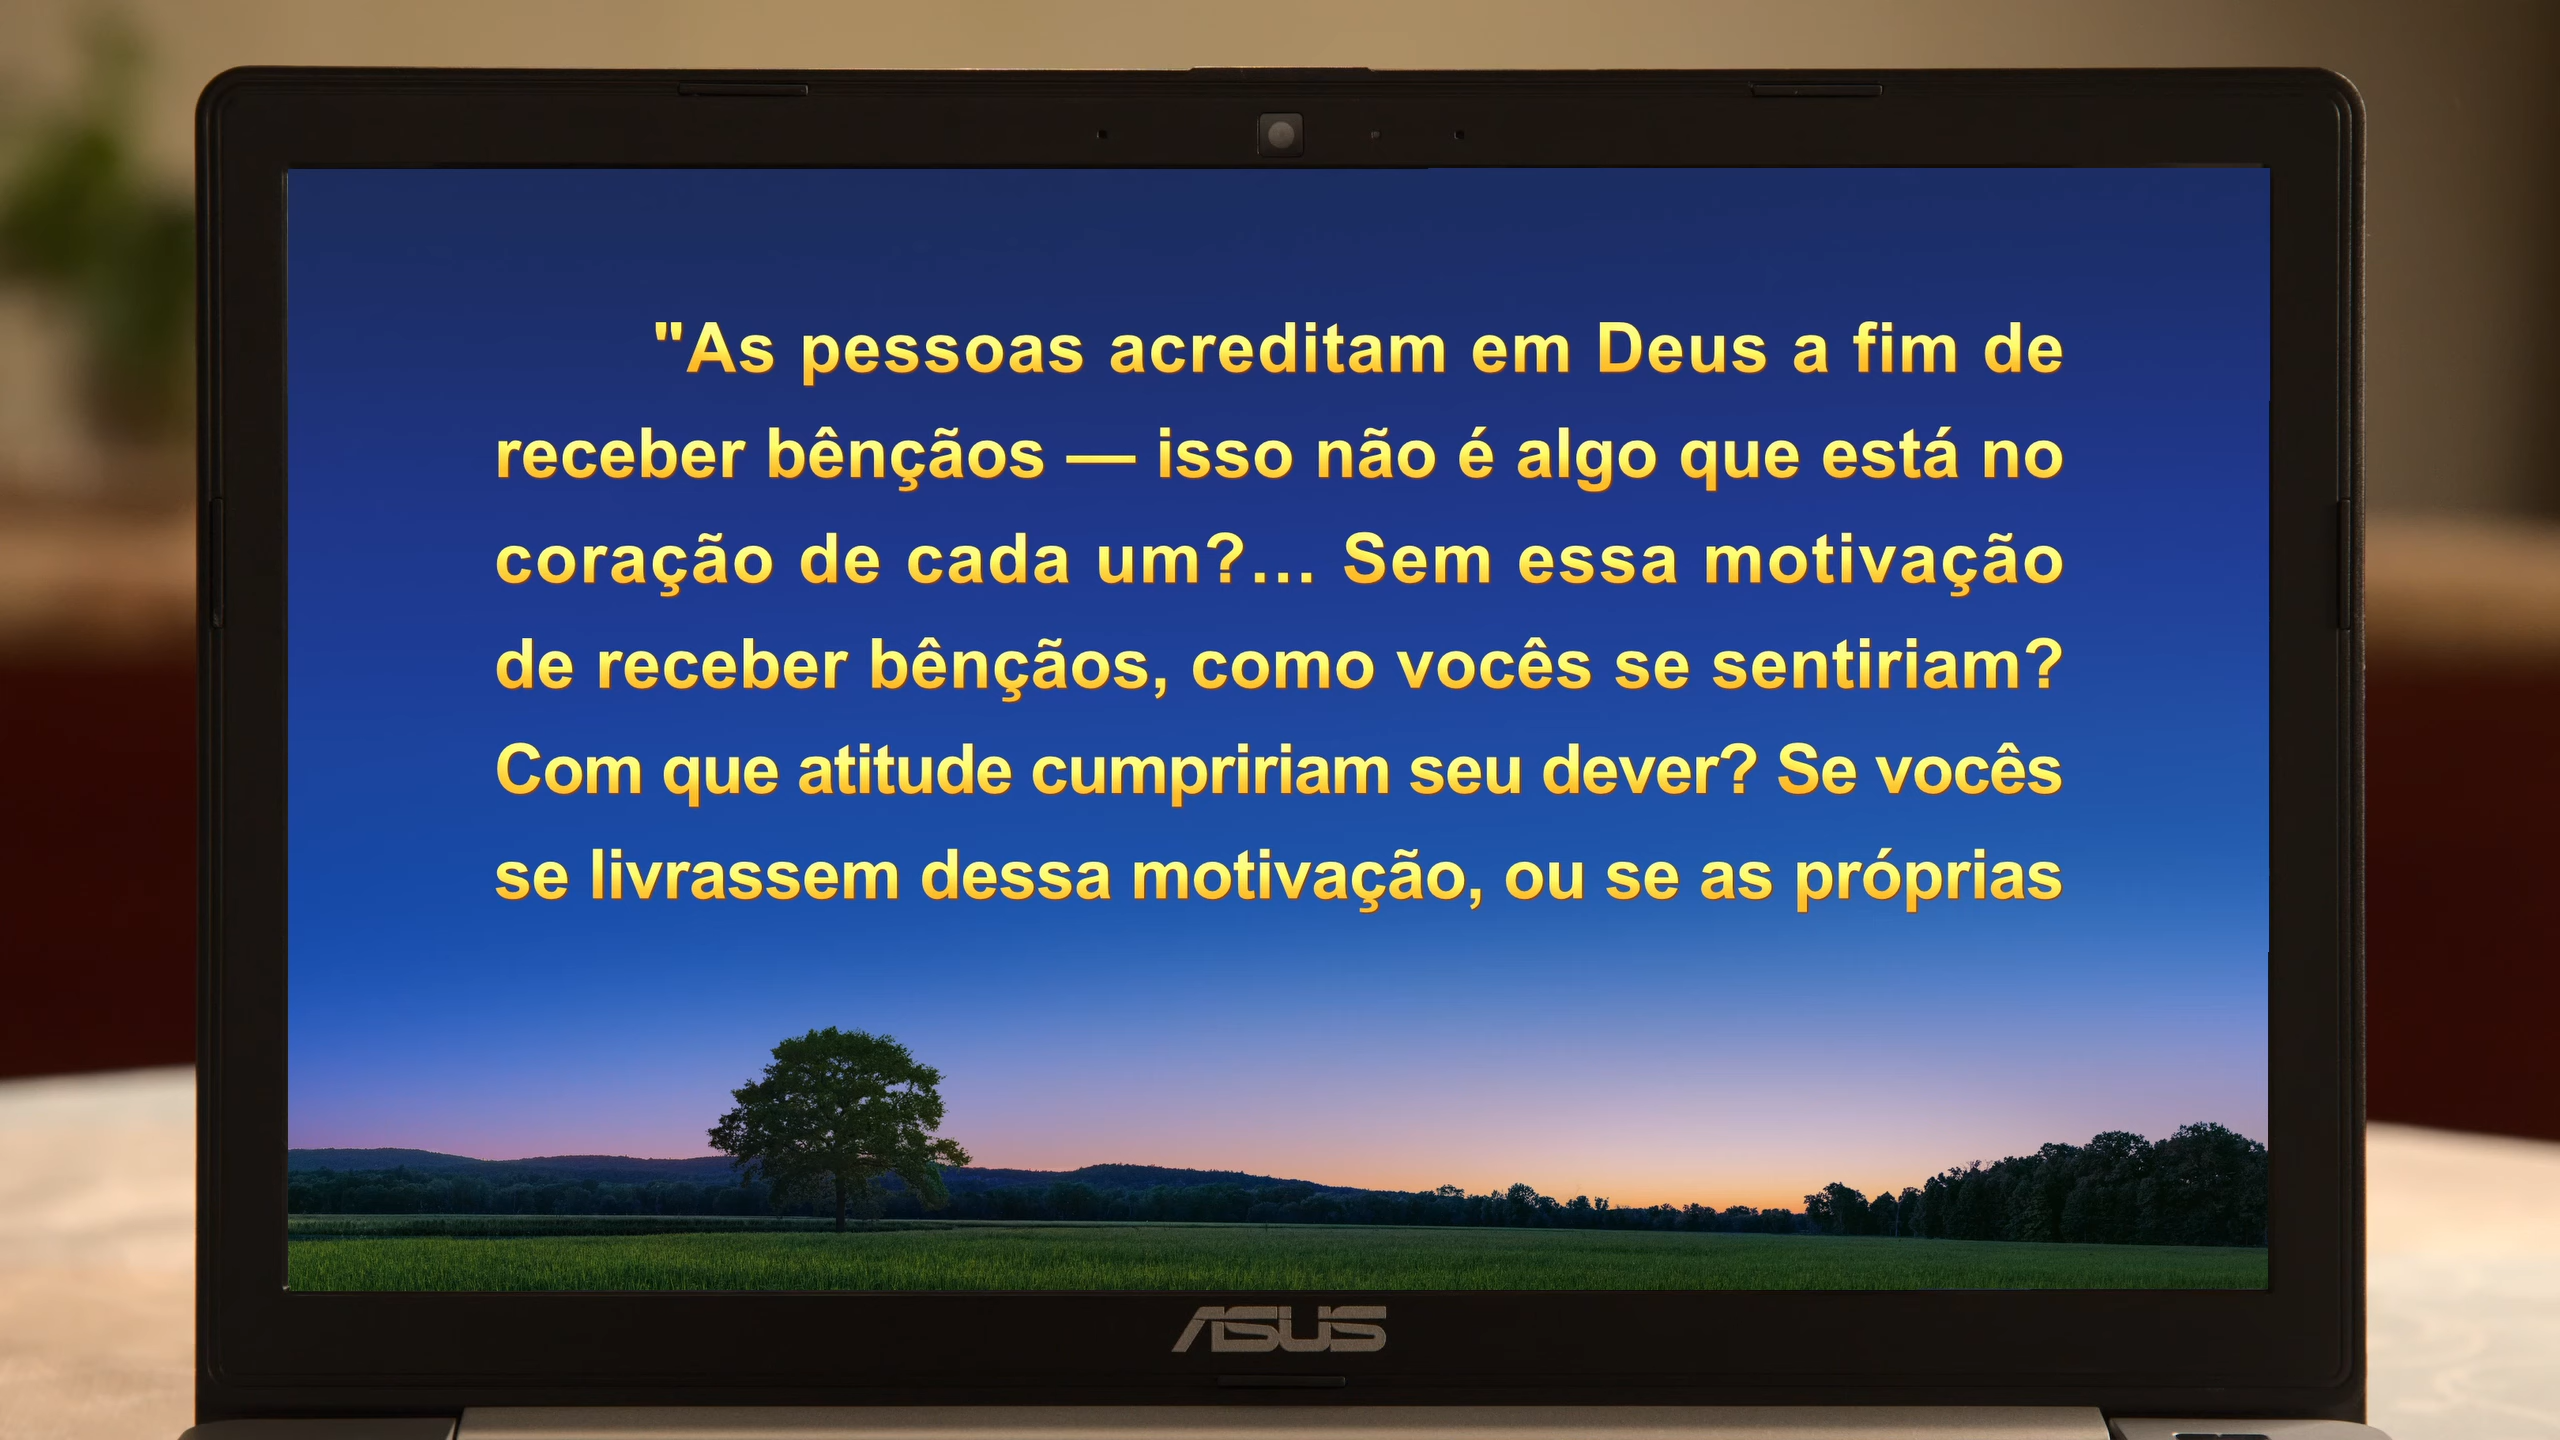 "As pessoas acreditam em Deus a fim de
receber bênçãos — isso não é algo que está no
coração de cada um?... Sem essa motivação
de receber bênçãos, como vocês se sentiriam?
Com que atitude cumpririam seu dever? Se vocês
se livrassem dessa motivação, ou se as próprias
ASUS